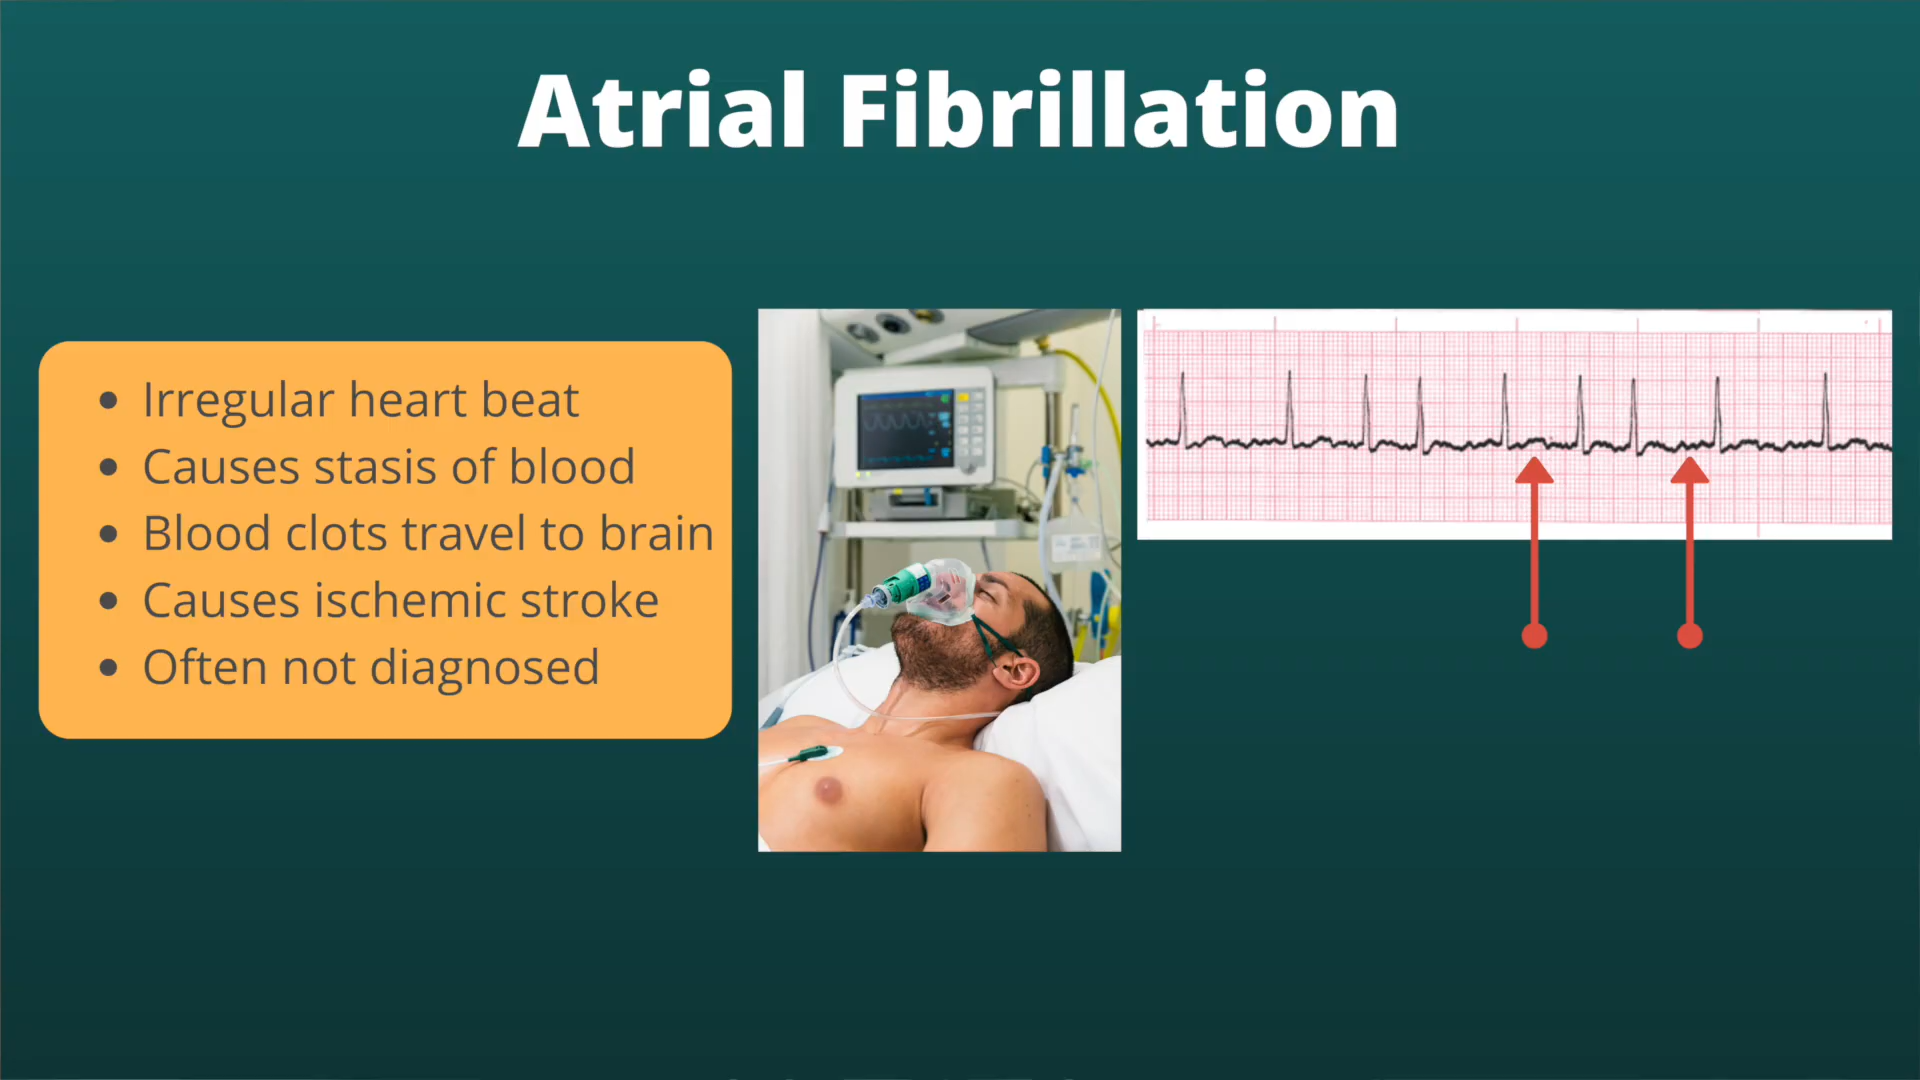 Atrial Fibrillation
Irregular heart beat
Causes stasis of blood
Blood clots travel to brain
Causes ischemic stroke
Often not diagnosed